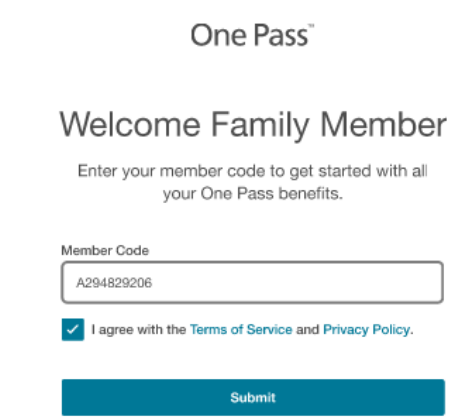 One Pass™
Welcome Family Member
Enter your member code to get started with all
your One Pass benefits.
Member Code
A294829206
I agree with the Terms of Service and Privacy Policy.
Submit